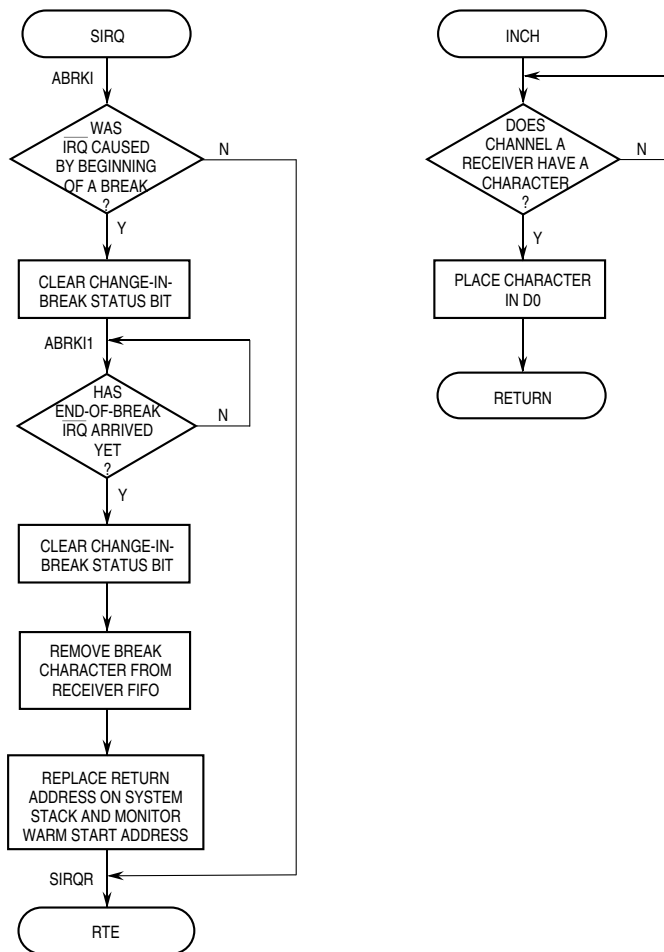 SIRQ
ABRKI
WAS
IRQ CAUSED
BY BEGINNING
OF A BREAK
?
N
Y
CLEAR CHANGE-IN-
BREAK STATUS BIT
ABRKI1
HAS
END-OF-BREAK
IRQ ARRIVED
YET
?
N
Y
CLEAR CHANGE-IN-
BREAK STATUS BIT
REMOVE BREAK
CHARACTER FROM
RECEIVER FIFO
REPLACE RETURN
ADDRESS ON SYSTEM
STACK AND MONITOR
WARM START ADDRESS
SIRQR
RTE
INCH
DOES
CHANNEL A
RECEIVER HAVE A
CHARACTER
?
N
Y
PLACE CHARACTER
IN D0
RETURN